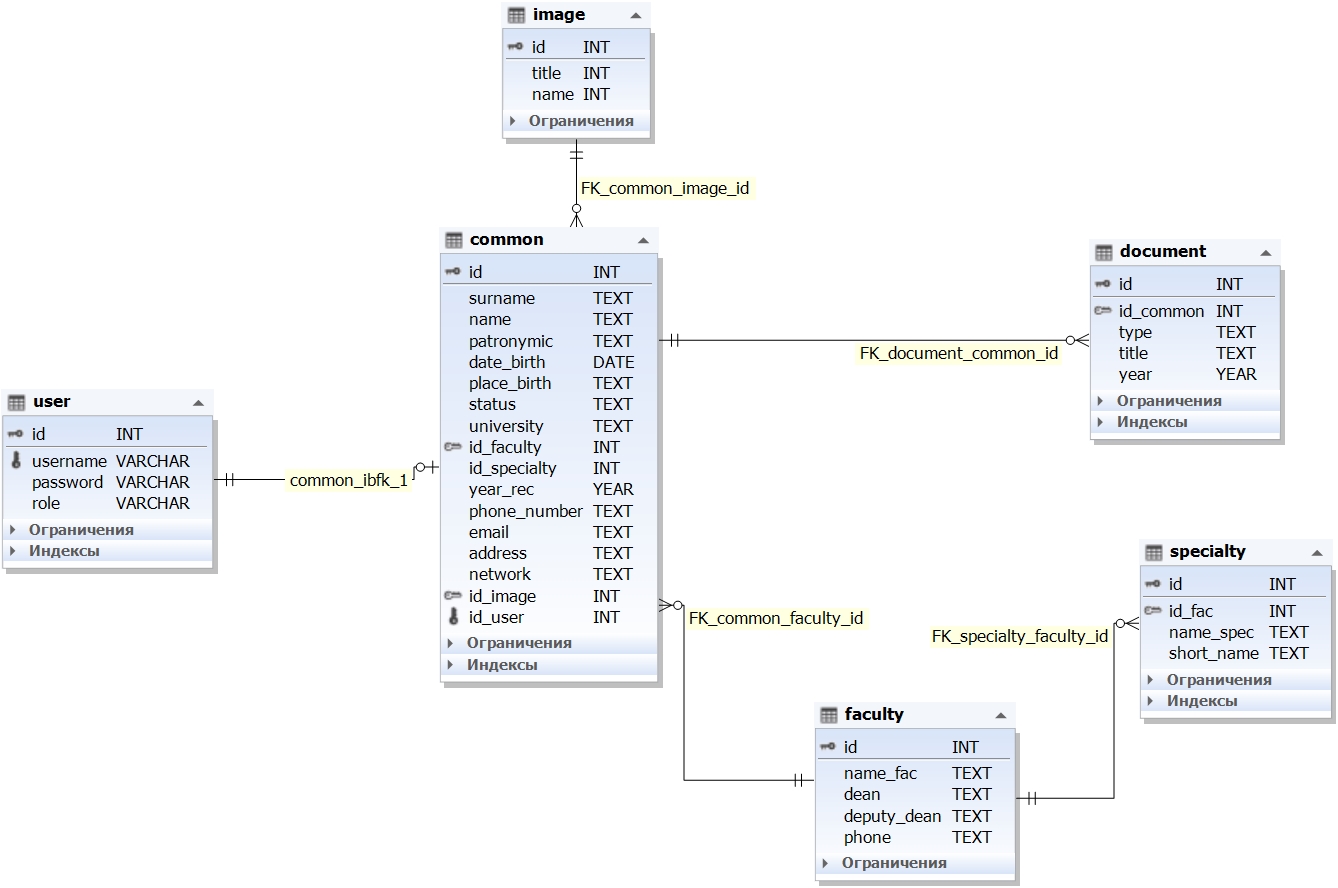 image
id INT
title INT
name INT
Ограничения
FK_common_image_id
common
id INT
surname TEXT
name TEXT
patronymic TEXT
date_birth DATE
place_birth TEXT
status TEXT
university TEXT
id_faculty INT
id_specialty INT
year_rec YEAR
phone_number TEXT
email TEXT
address TEXT
network TEXT
id_image INT
id_user INT
Ограничения
Индексы
FK_document_common_id
document
id INT
id_common INT
type TEXT
title TEXT
year YEAR
Ограничения
Индексы
user
id INT
username VARCHAR
password VARCHAR
role VARCHAR
Ограничения
Индексы
common_ibfk_1
FK_common_faculty_id
FK_specialty_faculty_id
specialty
id INT
id_fac INT
name_spec TEXT
short_name TEXT
Ограничения
Индексы
faculty
id INT
name_fac TEXT
dean TEXT
deputy_dean TEXT
phone TEXT
Ограничения